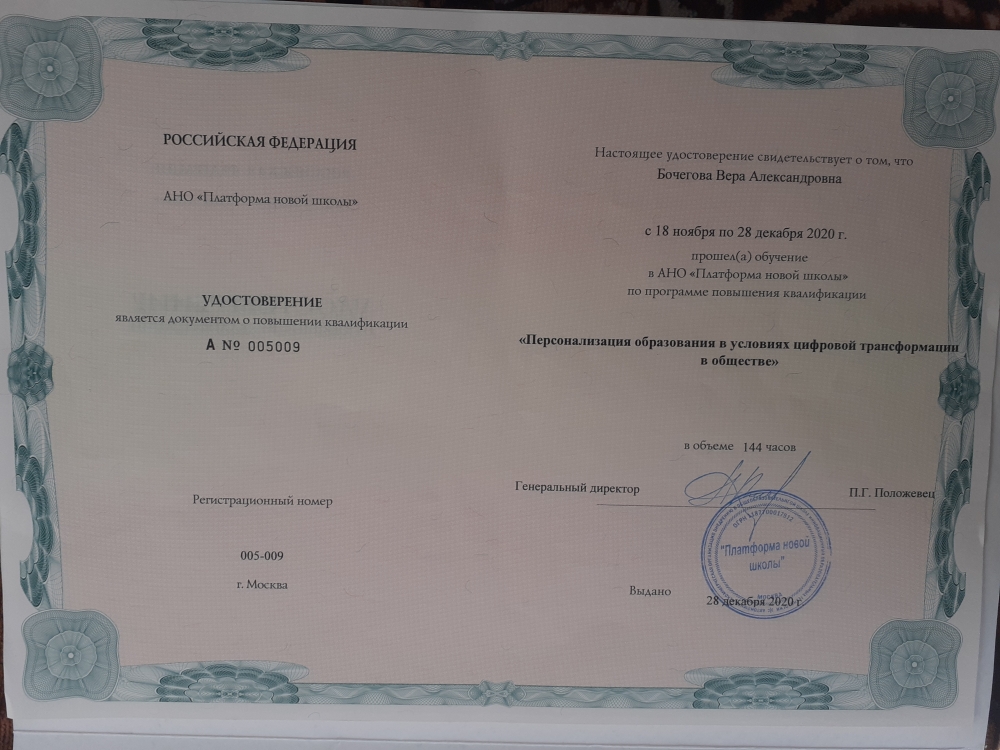 РОССИЙСКАЯ ФЕДЕРАЦИЯ
АНО «Платформа новой школы»
УДОСТОВЕРЕНИЕ
является документом о повышении квалификации
А № 005009
Регистрационный номер
005-009
г. Москва
Настоящее удостоверение свидетельствует о том, что
Бочегова Вера Александровна
с 18 ноября по 28 декабря 2020 г.
прошел(а) обучение
в АНО «Платформа новой школы»
по программе повышения квалификации
«Персонализация образования в условиях цифровой трансформации
в обществе»
в объеме 144 часов
Генеральный директор
П.Г. Положевец
"Платформа новой
школы"
МОСКВА
Выдано
28 декабря 2020 г.